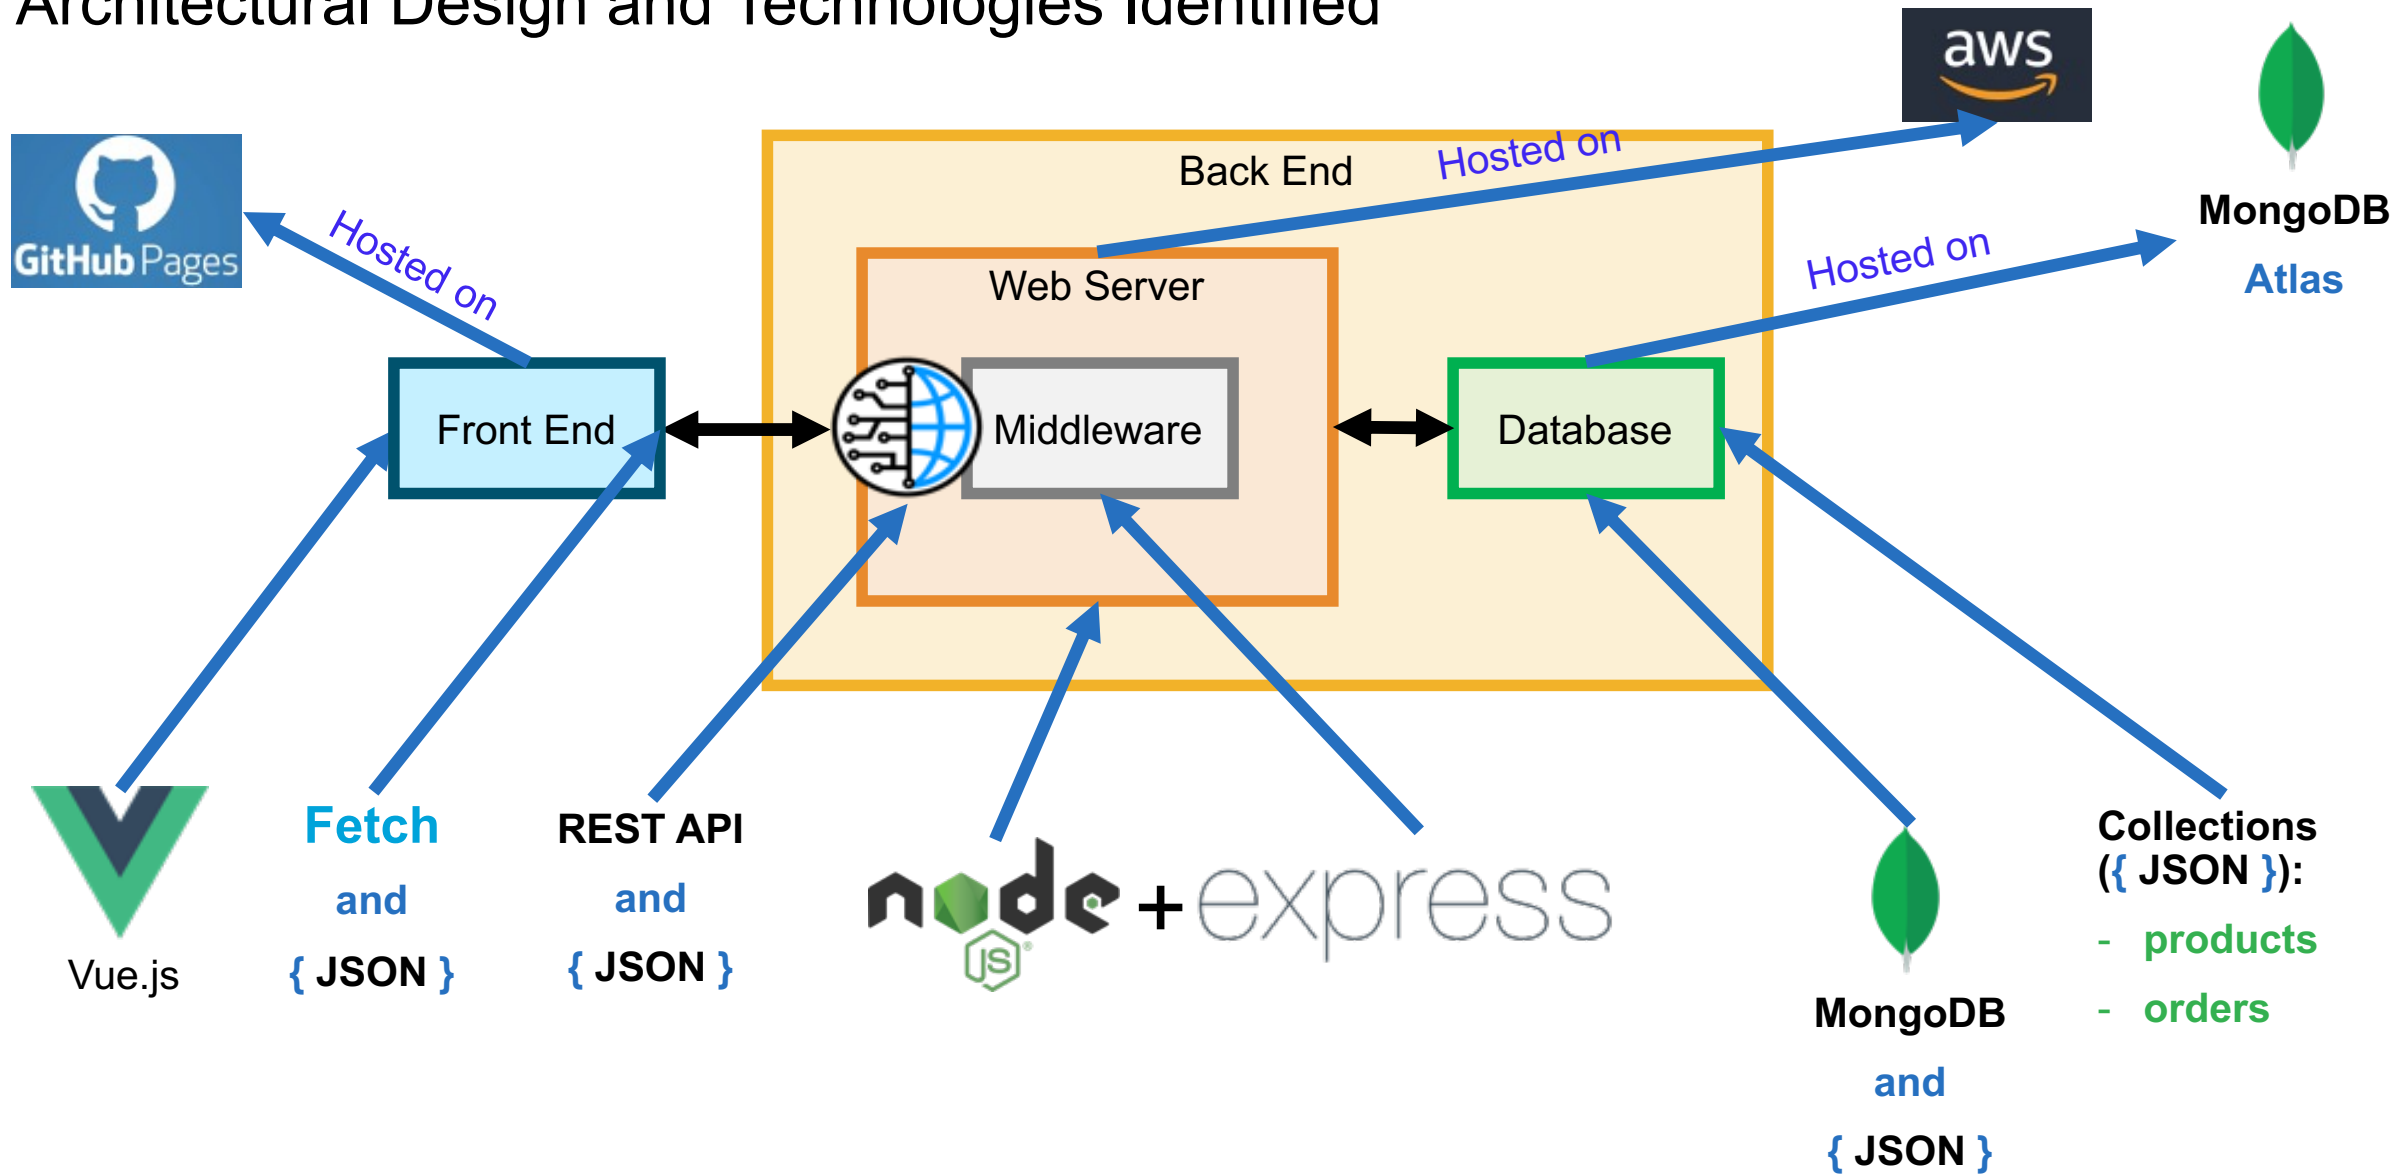 Architectural Design and Technologies Identified
aws
MongoDB
Atlas
GitHub Pages
Hosted on
Hosted on
Hosted on
Back End
Web Server
Front End
Middleware
Database
Vue.js
Fetch
and
{ JSON }
REST API
and
{ JSON }
node
JS
®
+
express
MongoDB
and
{ JSON }
Collections
({ JSON }):
- products
- orders